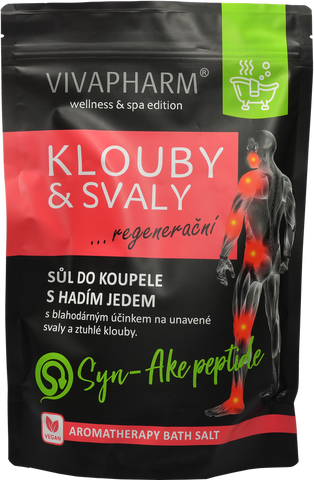 VIVAPHARM®
wellness & spa edition
KLOUBY
& SVALY
...regenerační
SŮL DO KOUPELE
S HADÍM JEDEM
s blahodárným účinkem na unavené
svaly a ztuhlé klouby.
Syn-Ake peptide
VEGAN
AROMATHERAPY BATH SALT